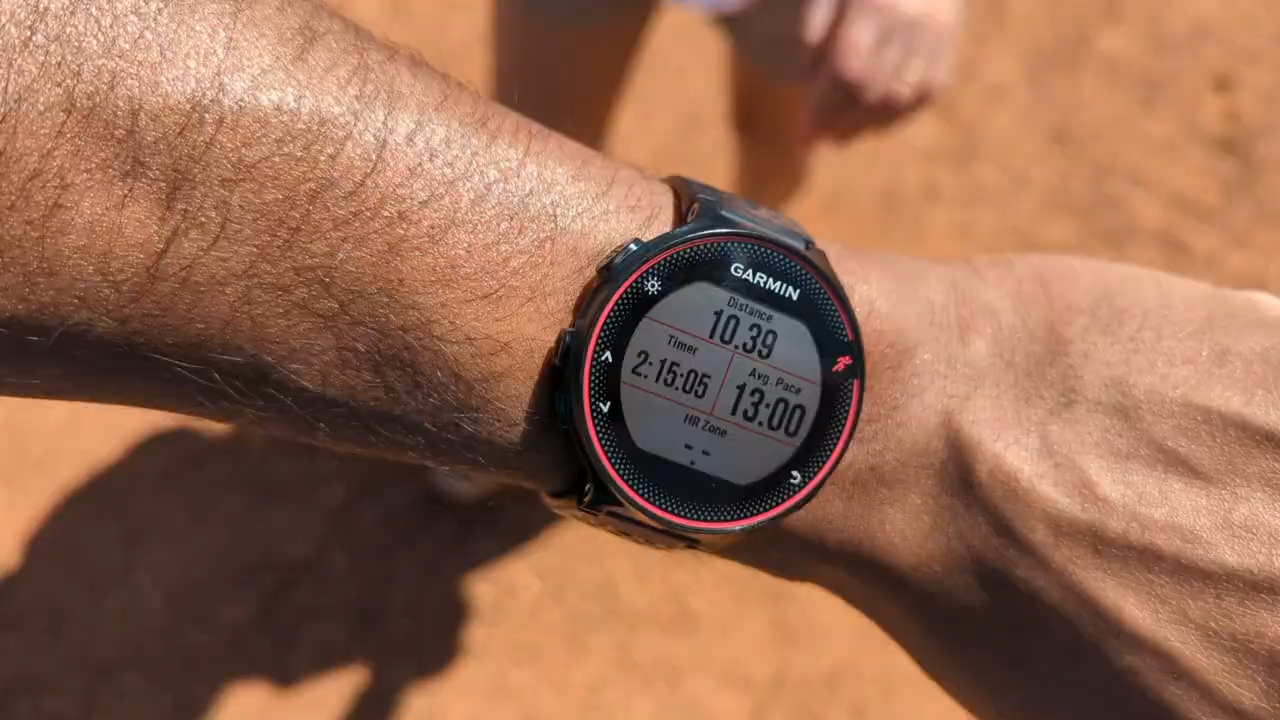 GARMIN
Distance
10.39
Timer
2:15:05
Avg. Pace
13:00
HR Zone
- -